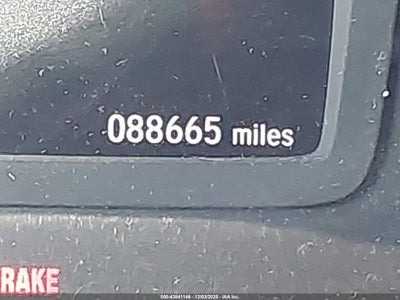 088665 miles
RAKE
000-43841148 - 12/03/2025 - IAA Inc.